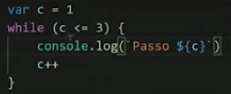 var c = 1
while (c <= 3) {
    console.log(`Passo ${c}`)
    c++
}